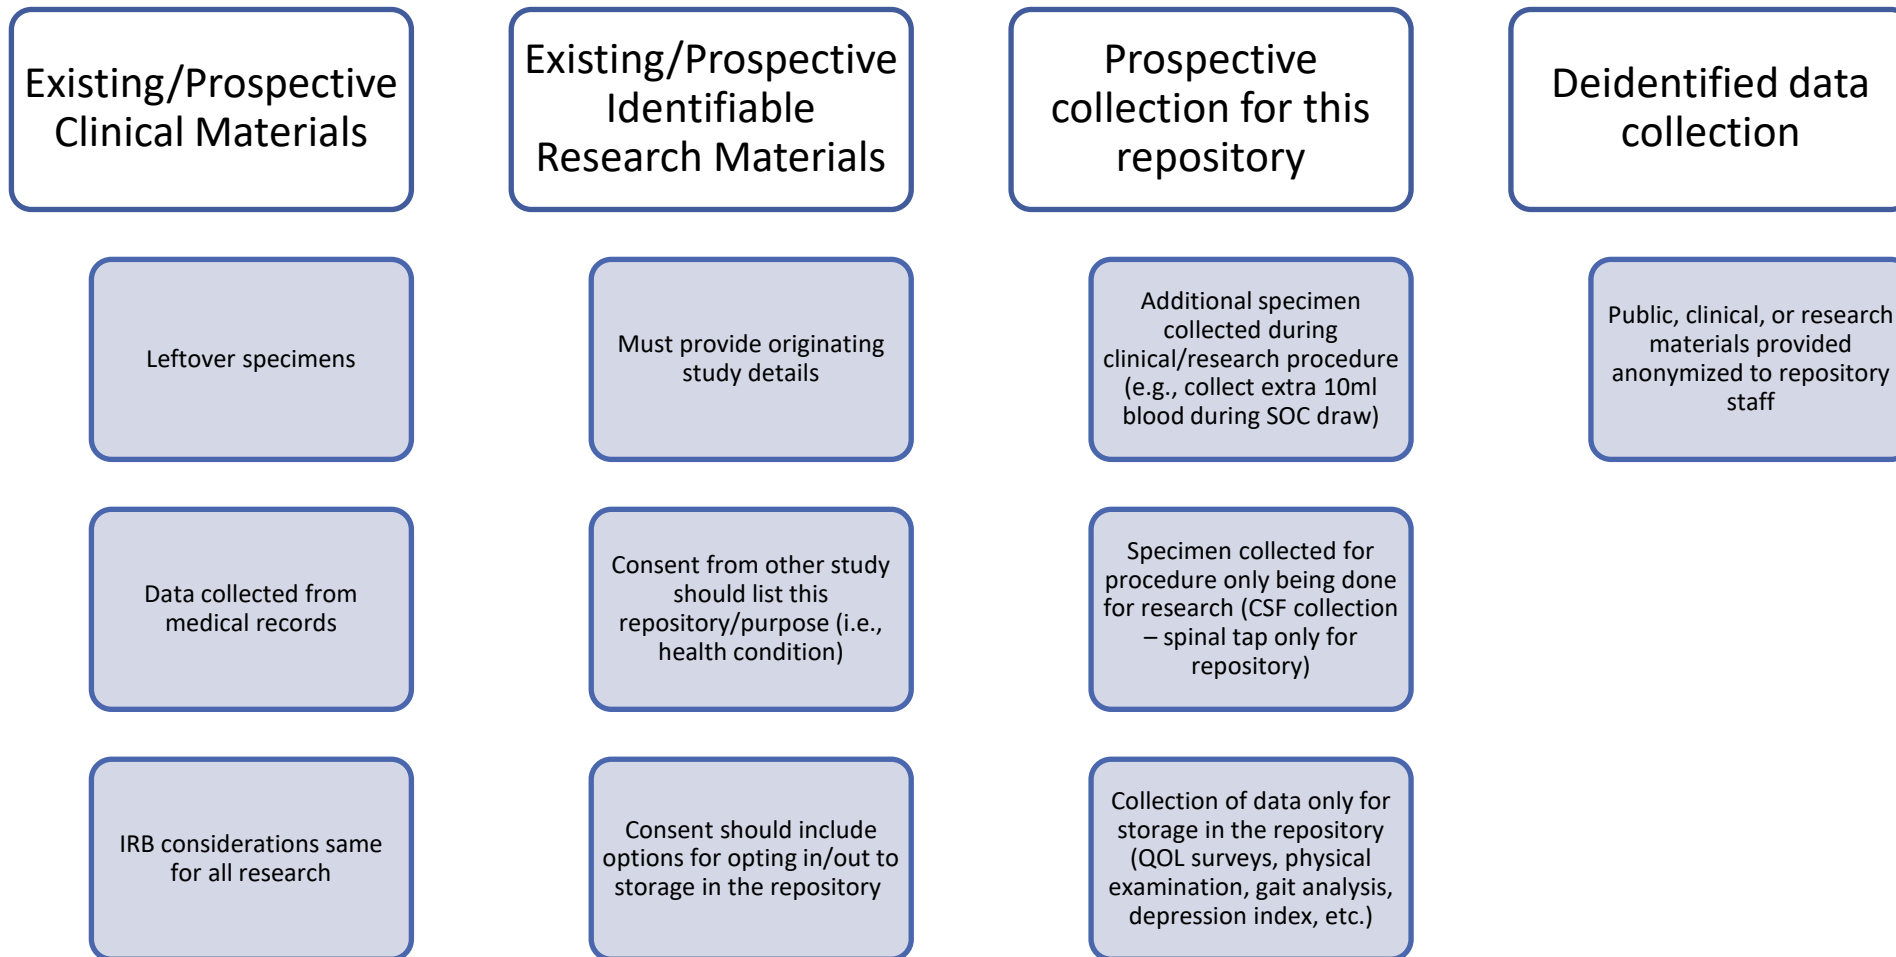 Existing/Prospective
Clinical Materials
Leftover specimens
Data collected from
medical records
IRB considerations same
for all research
Existing/Prospective
Identifiable
Research Materials
Must provide originating
study details
Consent from other study
should list this
repository/purpose (i.e.,
health condition)
Consent should include
options for opting in/out to
storage in the repository
Prospective
collection for this
repository
Additional specimen
collected during
clinical/research procedure
(e.g., collect extra 10ml
blood during SOC draw)
Specimen collected for
procedure only being done
for research (CSF collection
– spinal tap only for
repository)
Collection of data only for
storage in the repository
(QOL surveys, physical
examination, gait analysis,
depression index, etc.)
Deidentified data
collection
Public, clinical, or research
materials provided
anonymized to repository
staff